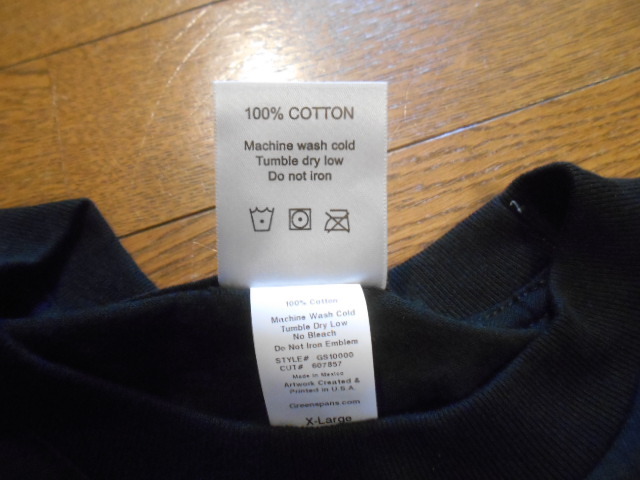 100% COTTON
Machine wash cold
Tumble dry low
Do not iron
100% Cotton
Machine Wash Cold
Tumble Dry Low
No Bleach
Do Not Iron Emblem
STYLE# GS10000
CUT# 607857
Made in Mexico
Artwork Created &
Printed in U.S.A.
Greenspans.com
X-Large